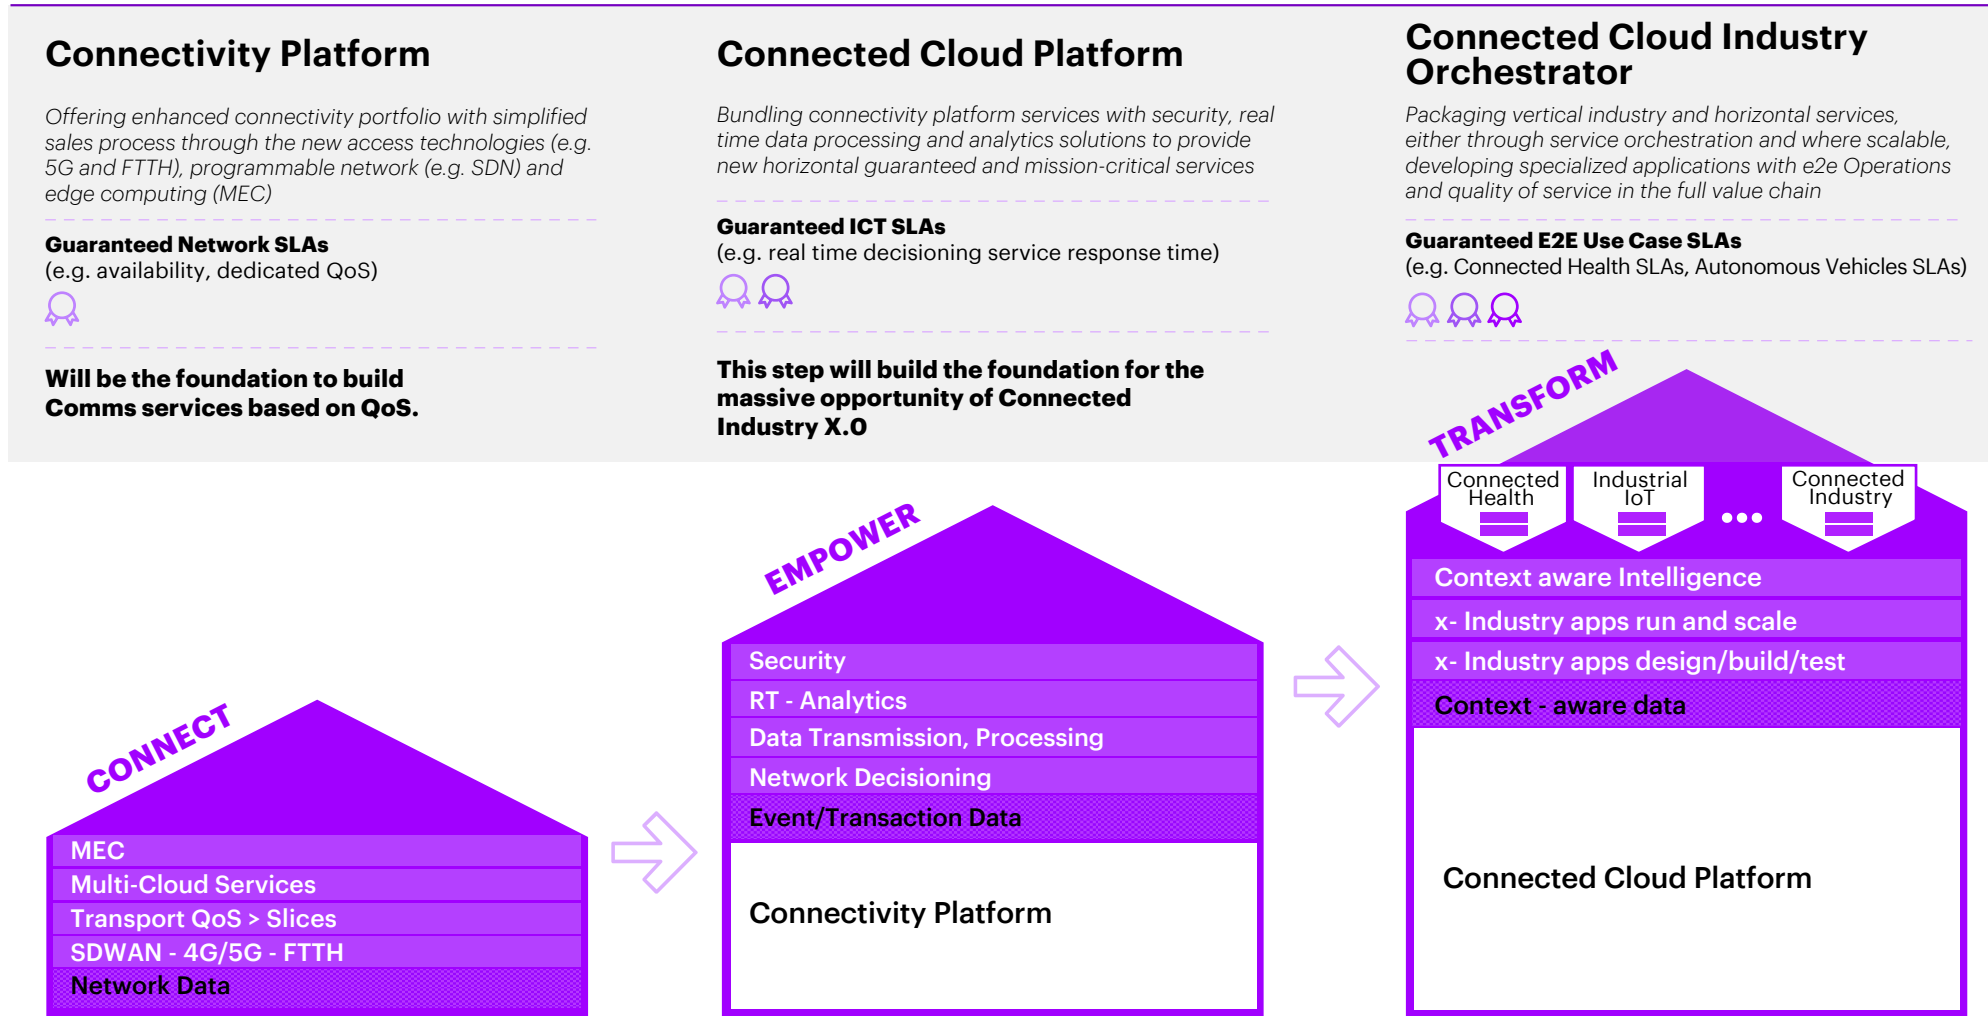 Connectivity Platform
Offering enhanced connectivity portfolio with simplified
sales process through the new access technologies (e.g.
5G and FTTH), programmable network (e.g. SDN) and
edge computing (MEC)
Guaranteed Network SLAs
(e.g. availability, dedicated QoS)
Will be the foundation to build
Comms services based on QoS.
Connected Cloud Platform
Bundling connectivity platform services with security, real
time data processing and analytics solutions to provide
new horizontal guaranteed and mission-critical services
Guaranteed ICT SLAs
(e.g. real time decisioning service response time)
This step will build the foundation for the
massive opportunity of Connected
Industry X.0
Connected Cloud Industry
Orchestrator
Packaging vertical industry and horizontal services,
either through service orchestration and where scalable,
developing specialized applications with e2e Operations
and quality of service in the full value chain
Guaranteed E2E Use Case SLAs
(e.g. Connected Health SLAs, Autonomous Vehicles SLAs)
CONNECT
MEC
Multi-Cloud Services
Transport QoS > Slices
SDWAN - 4G/5G - FTTH
Network Data
EMPOWER
Security
RT - Analytics
Data Transmission, Processing
Network Decisioning
Event/Transaction Data
Connectivity Platform
TRANSFORM
Connected
Health
Industrial
IoT
•••
Connected
Industry
Context aware Intelligence
x- Industry apps run and scale
x- Industry apps design/build/test
Context - aware data
Connected Cloud Platform